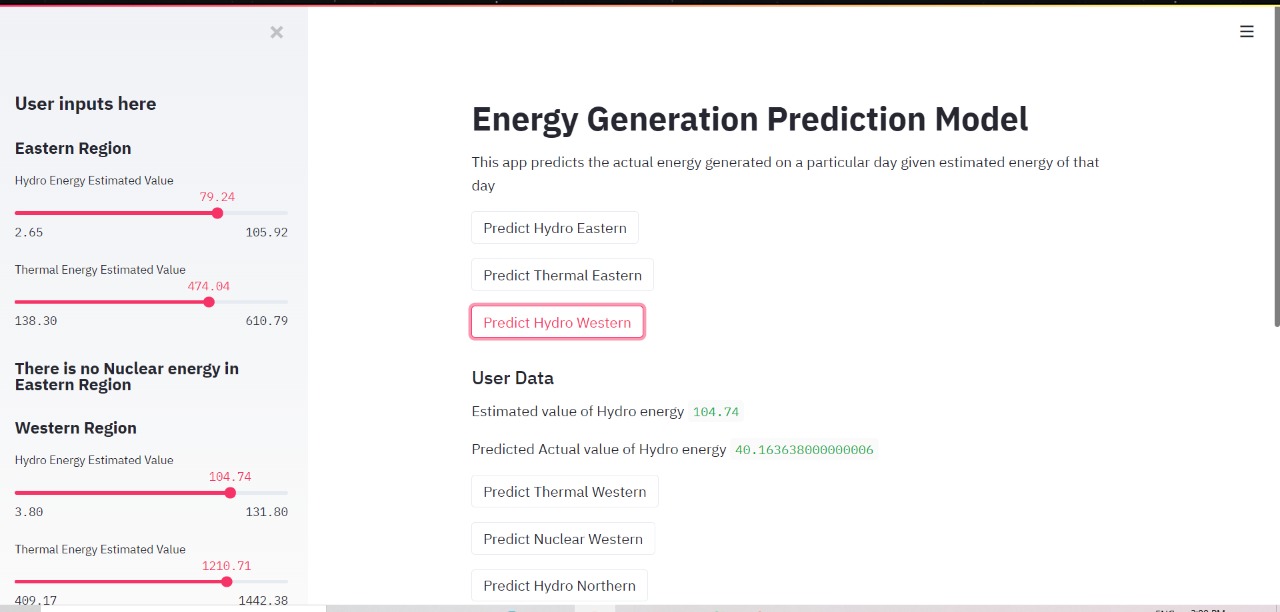 User inputs here
Eastern Region
Hydro Energy Estimated Value
79.24
2.65 105.92
Thermal Energy Estimated Value
474.04
138.30 610.79
There is no Nuclear energy in
Eastern Region
Western Region
Hydro Energy Estimated Value
104.74
3.80 131.80
Thermal Energy Estimated Value
1210.71
409.17 1442.38
Energy Generation Prediction Model
This app predicts the actual energy generated on a particular day given estimated energy of that
day
Predict Hydro Eastern
Predict Thermal Eastern
Predict Hydro Western
User Data
Estimated value of Hydro energy 104.74
Predicted Actual value of Hydro energy 40.163638000000006
Predict Thermal Western
Predict Nuclear Western
Predict Hydro Northern